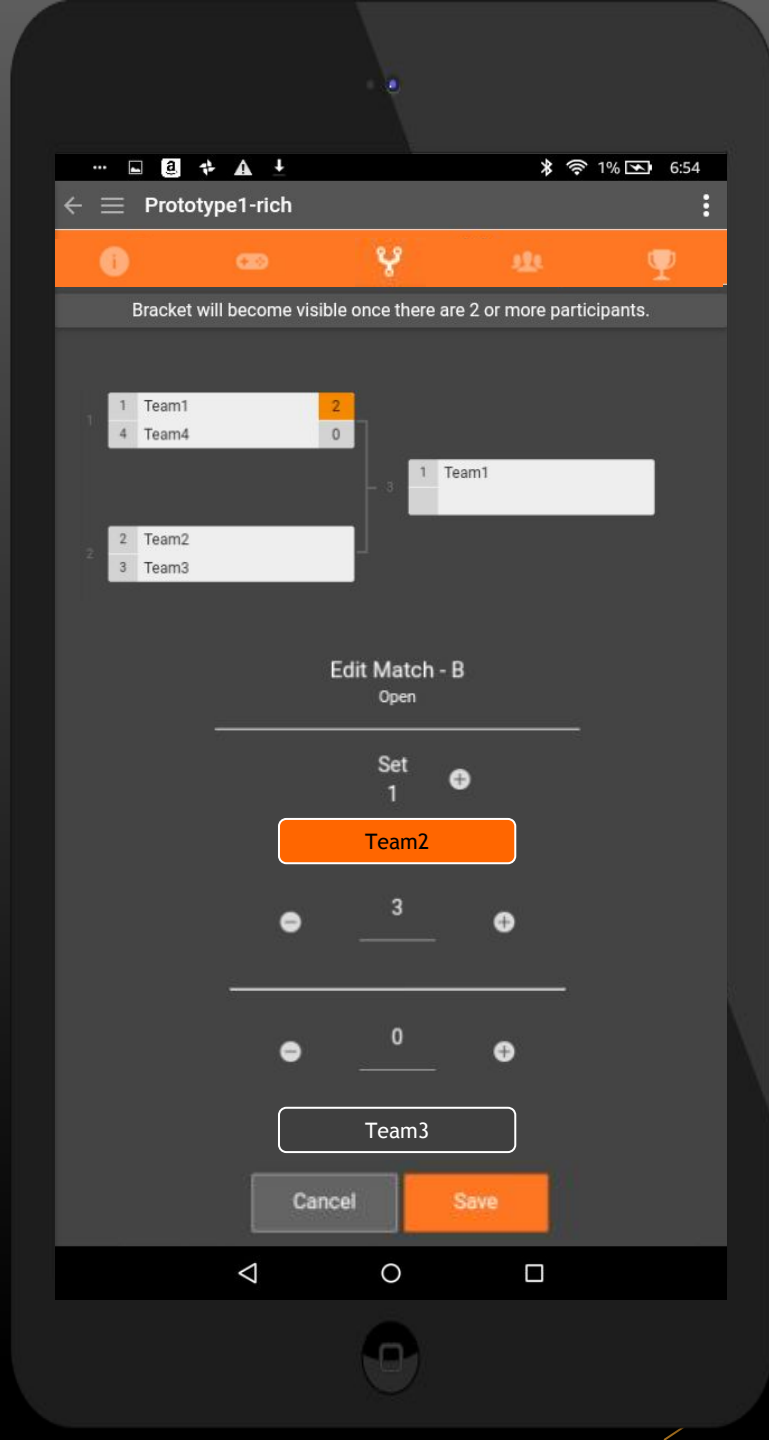 1% 6:54
Prototype1-rich
Bracket will become visible once there are 2 or more participants.
1 1 Team1 2
4 Team4 0
3 1 Team1
2 2 Team2
3 Team3
Edit Match - B
Open
Set
1
Team2
3
0
Team3
Cancel Save